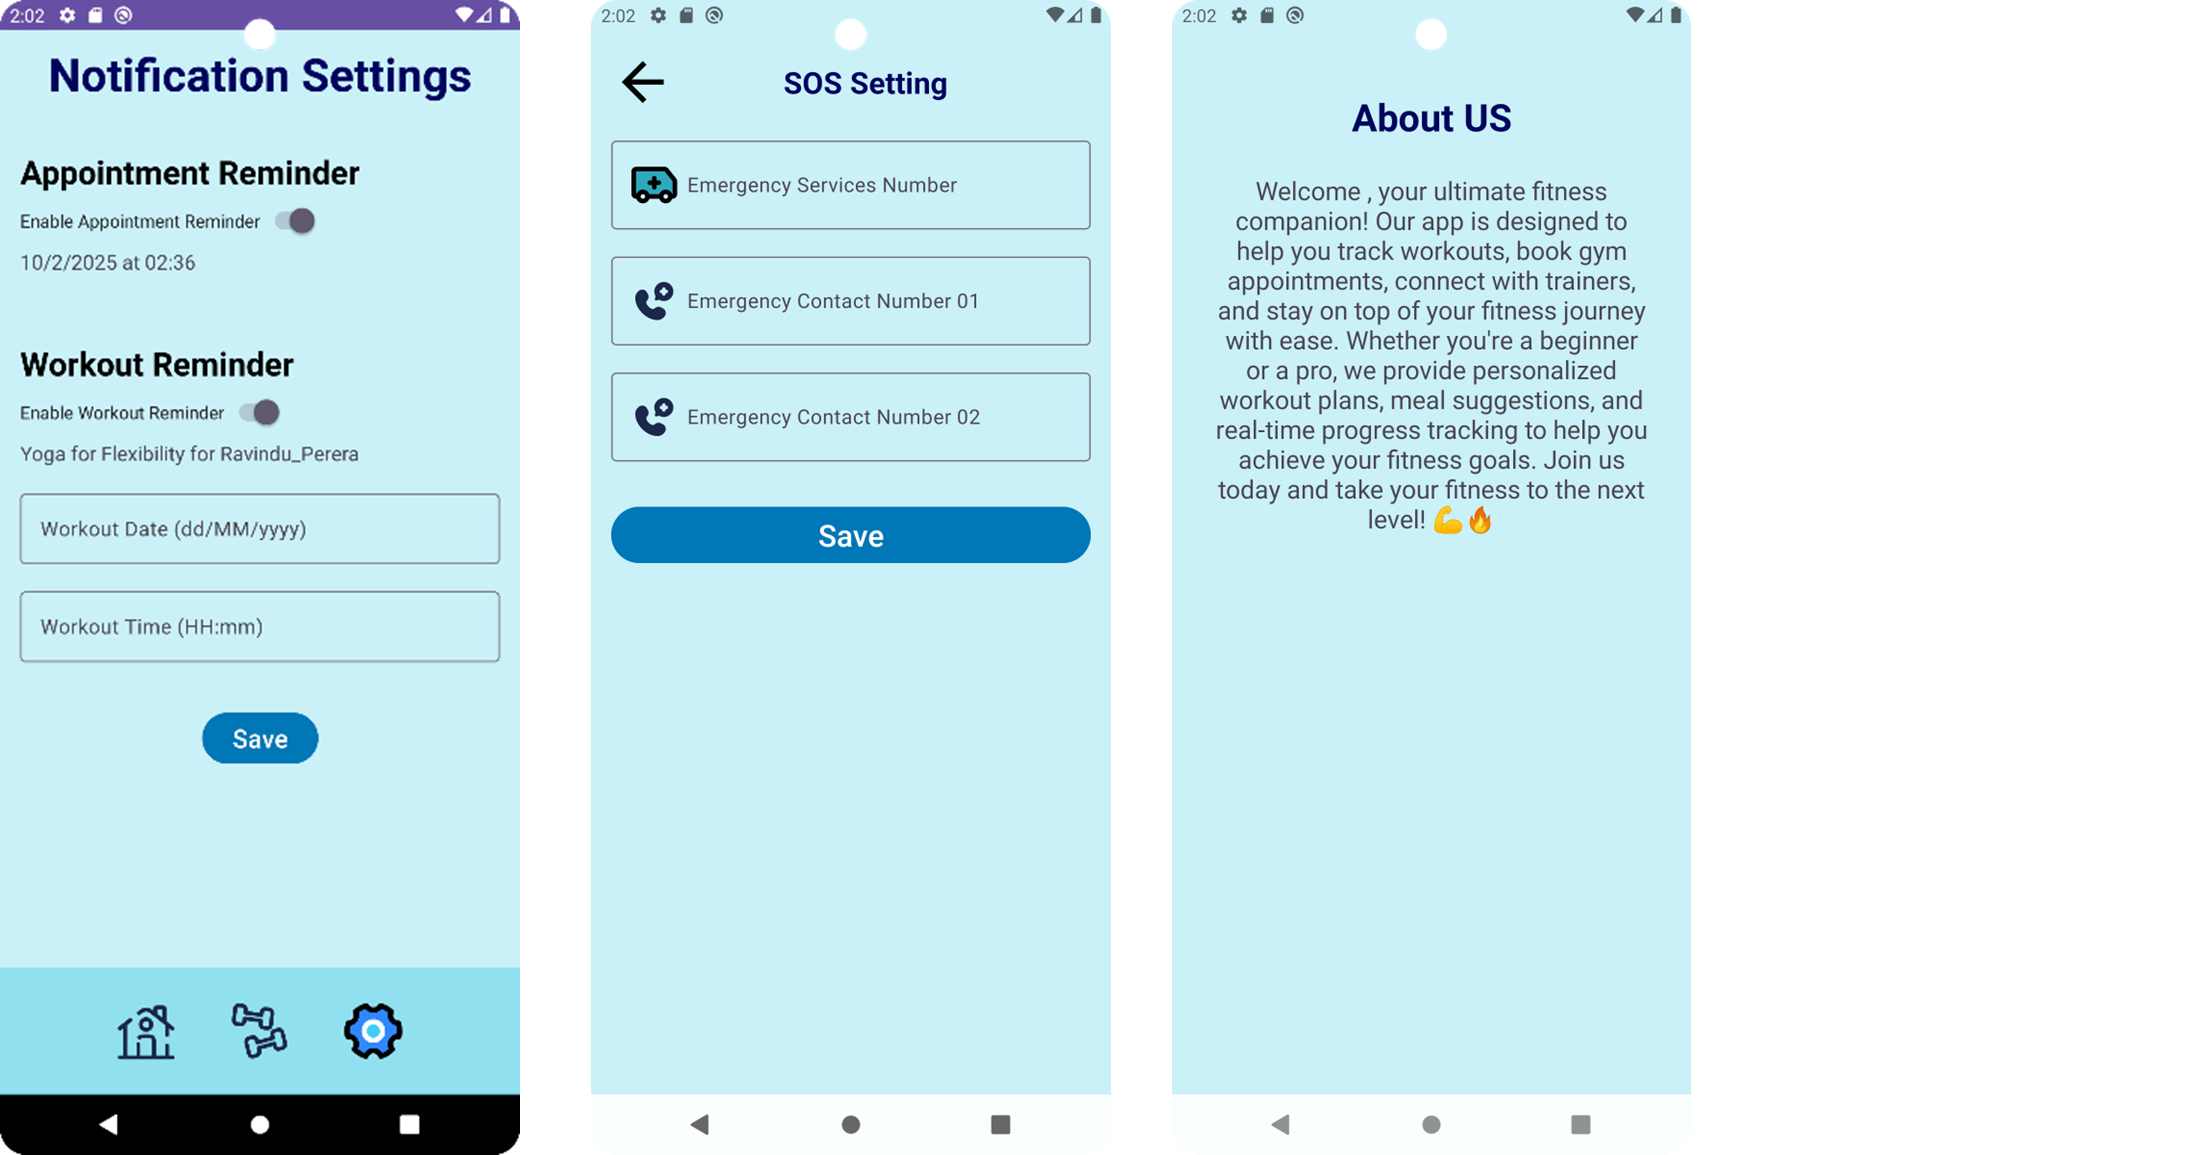 2:02
Notification Settings
Appointment Reminder
Enable Appointment Reminder
10/2/2025 at 02:36
Workout Reminder
Enable Workout Reminder
Yoga for Flexibility for Ravindu_Perera
Workout Date (dd/MM/yyyy)
Workout Time (HH:mm)
Save
2:02
SOS Setting
Emergency Services Number
Emergency Contact Number 01
Emergency Contact Number 02
Save
2:02
About US
Welcome , your ultimate fitness
companion! Our app is designed to
help you track workouts, book gym
appointments, connect with trainers,
and stay on top of your fitness journey
with ease. Whether you're a beginner
or a pro, we provide personalized
workout plans, meal suggestions, and
real-time progress tracking to help you
achieve your fitness goals. Join us
today and take your fitness to the next
level! 💪🔥